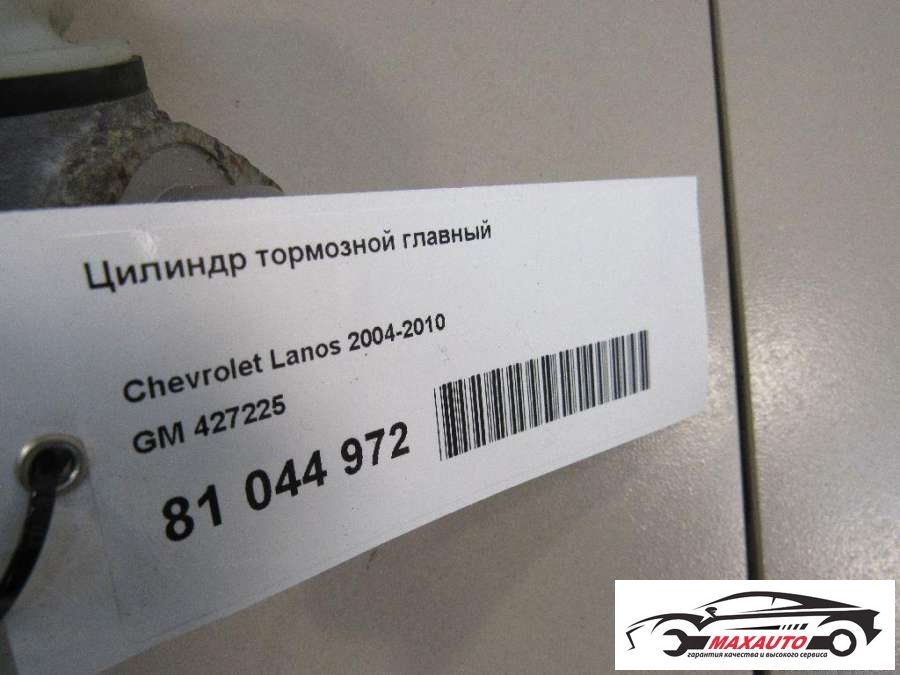 Цилиндр тормозной главный
Chevrolet Lanos 2004-2010
GM 427225
81 044 972
MAXAUTO
гарантия качества и высокого сервиса